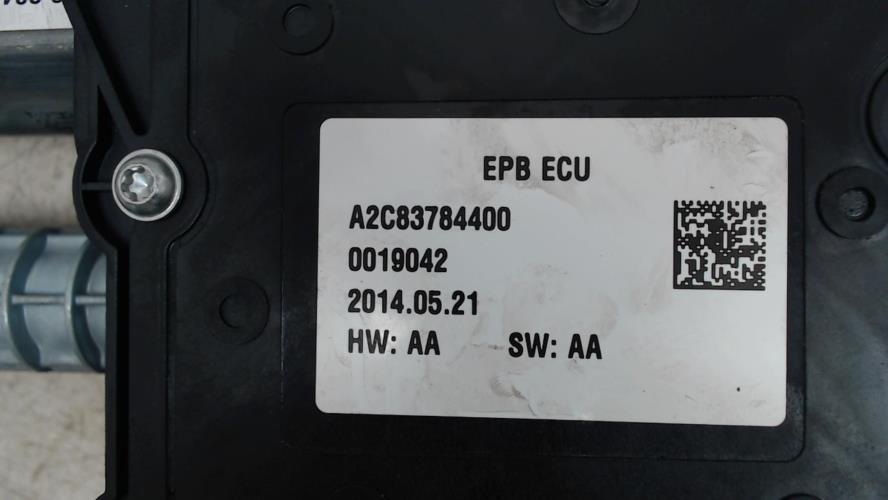 EPB ECU
A2C83784400
0019042
2014.05.21
HW: AA SW: AA